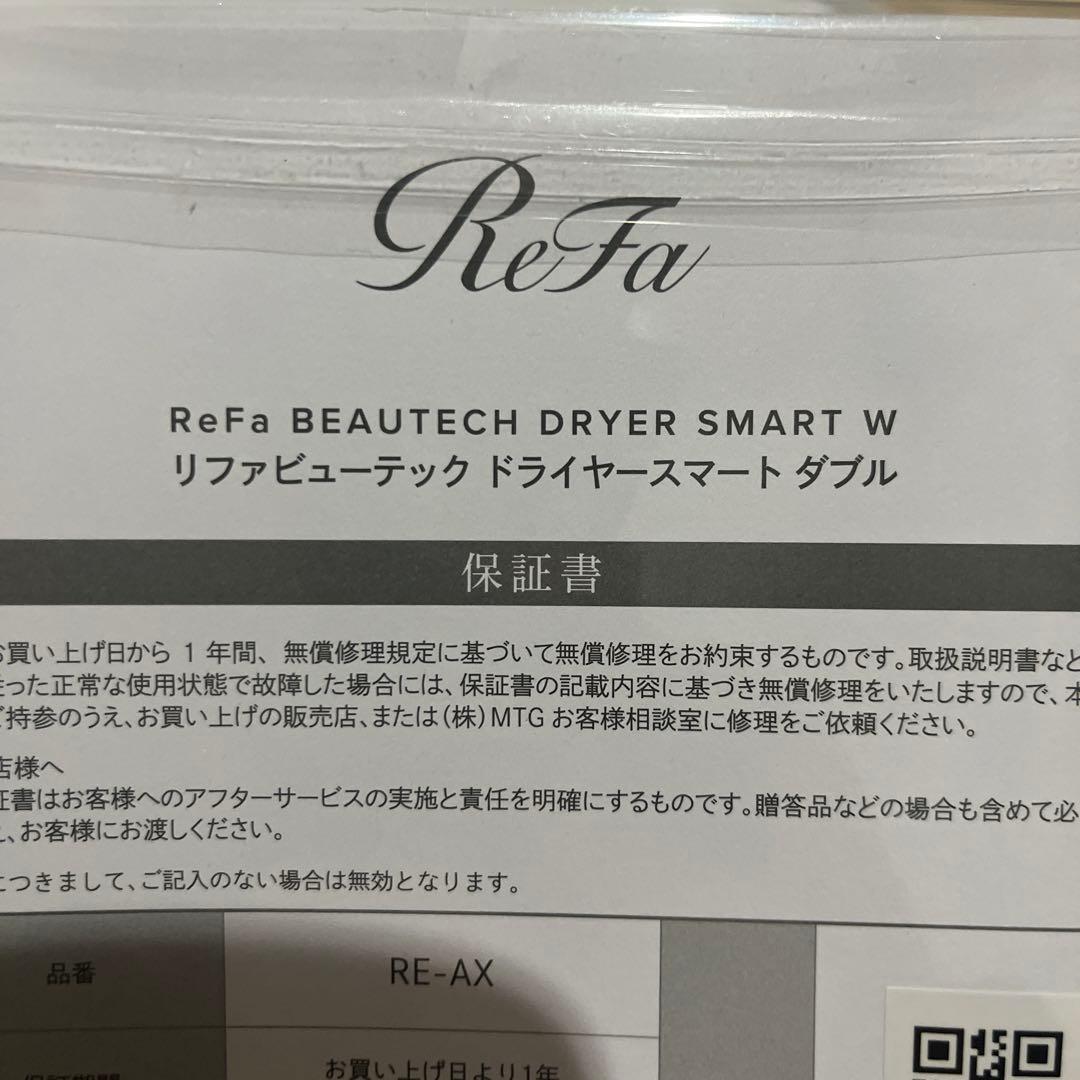 ReFa
ReFa BEAUTECH DRYER SMART W
リファビューテック ドライヤースマート ダブル
保証書
お買い上げ日から 1 年間、無償修理規定に基づいて無償修理をお約束するものです。取扱説明書など
った正常な使用状態で故障した場合には、保証書の記載内容に基づき無償修理をいたしますので、本
ご持参のうえ、お買い上げの販売店、または(株)MTG お客様相談室に修理をご依頼ください。
店様へ
証書はお客様へのアフターサービスの実施と責任を明確にするものです。贈答品などの場合も含めて必
え、お客様にお渡しください。
につきまして、ご記入のない場合は無効となります。
品番
RE-AX
保証期間
お買い上げ日より1年